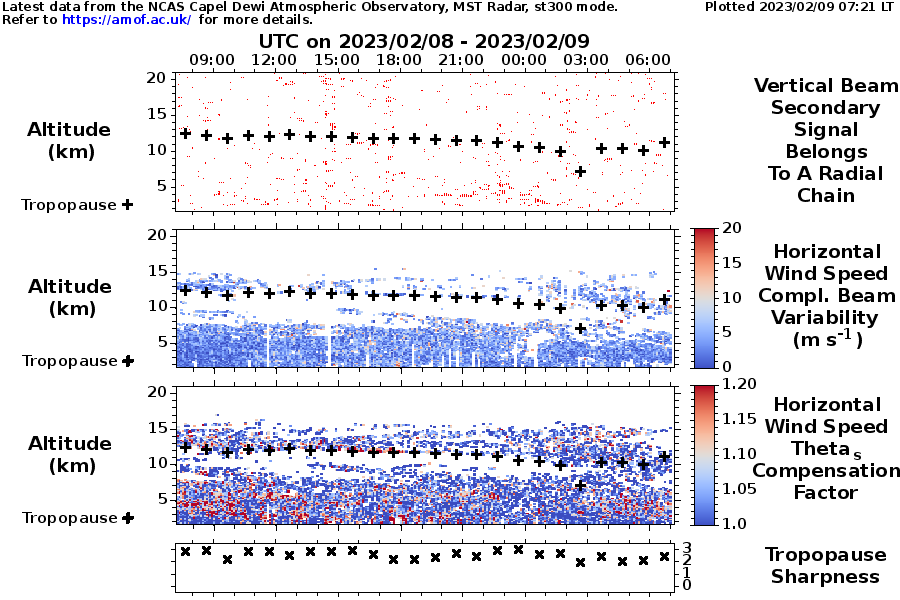 Latest data from the NCAS Capel Dewi Atmospheric Observatory, MST Radar, st300 mode.
Plotted 2023/02/09 07:21 LT
Refer to https://amof.ac.uk/ for more details.
UTC on 2023/02/08 - 2023/02/09
09:00 12:00 15:00 18:00 21:00 00:00 03:00 06:00
20
15
10
5
Altitude
(km)
Tropopause
Vertical Beam
Secondary
Signal
Belongs
To A Radial
Chain
20
15
10
5
Altitude
(km)
Tropopause
20
15
10
5
0
Horizontal
Wind Speed
Compl. Beam
Variability
(m s-1)
20
15
10
5
Altitude
(km)
Tropopause
1.20
1.15
1.10
1.05
1.0
Horizontal
Wind Speed
Theta s
Compensation
Factor
3
2
1
0
Tropopause
Sharpness